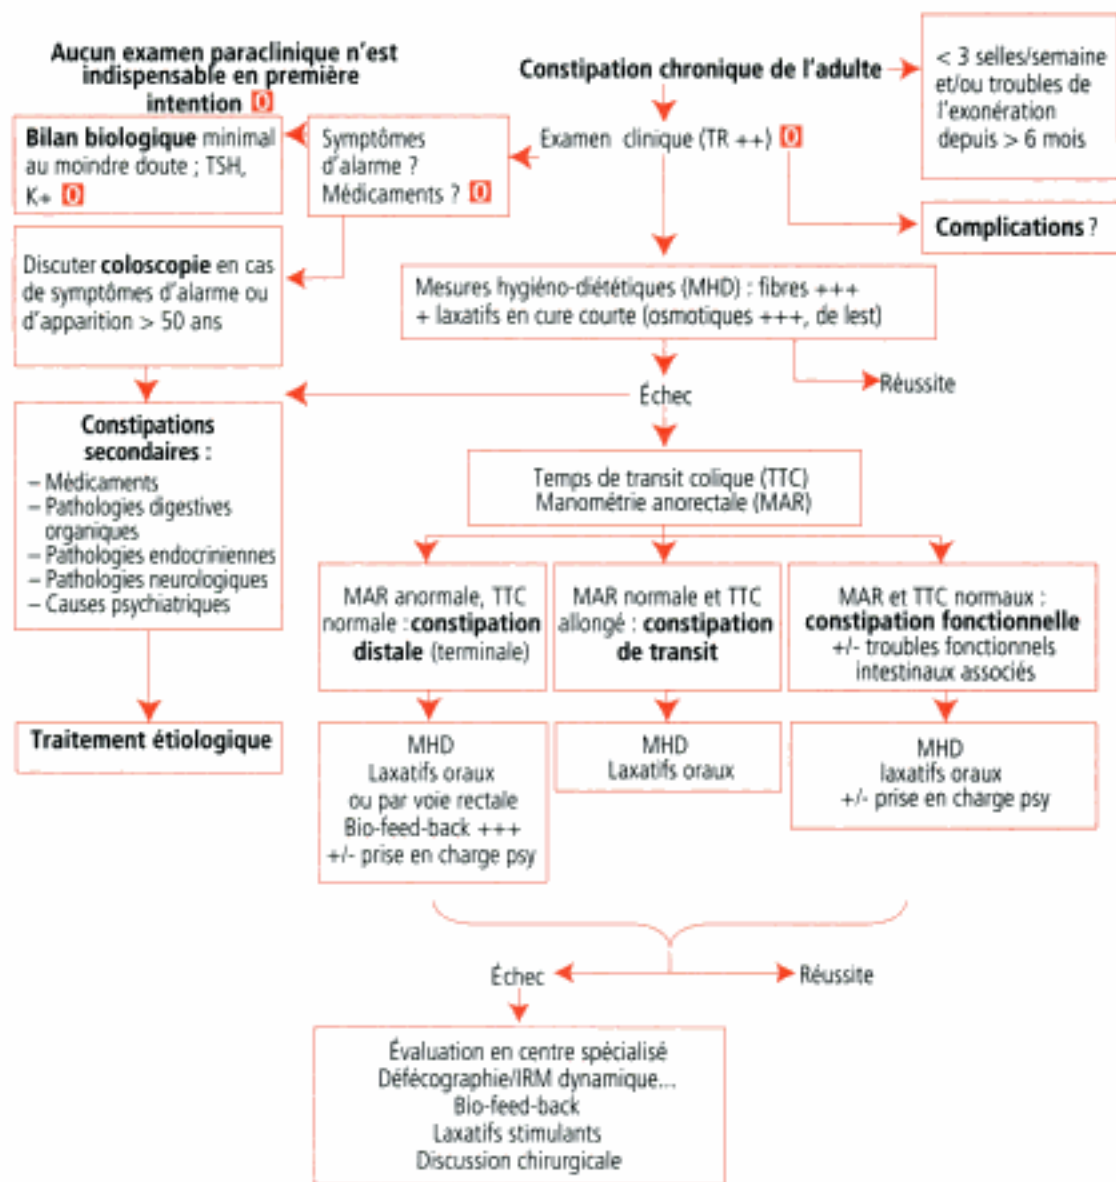 Aucun examen paraclinique n'est
indispensable en première
intention 0
Constipation chronique de l'adulte
< 3 selles/semaine
et/ou troubles de
l'exonération
depuis > 6 mois
Bilan biologique minimal
au moindre doute ; TSH,
K+ 0
Symptômes
d'alarme ?
Médicaments ? 0
Examen clinique (TR ++) 0
Complications ?
Discuter coloscopie en cas
de symptômes d'alarme ou
d'apparition > 50 ans
Mesures hygiéno-diététiques (MHD) : fibres +++
+ laxatifs en cure courte (osmotiques +++, de lest)
Échec
Réussite
Constipations
secondaires :
– Médicaments
– Pathologies digestives
organiques
– Pathologies endocriniennes
– Pathologies neurologiques
– Causes psychiatriques
Temps de transit colique (TTC)
Manométrie anorectale (MAR)
MAR anormale, TTC
normale : constipation
distale (terminale)
MAR normale et TTC
allongé : constipation
de transit
MAR et TTC normaux :
constipation fonctionnelle
+/- troubles fonctionnels
intestinaux associés
Traitement étiologique
MHD
Laxatifs oraux
ou par voie rectale
Bio-feed-back +++
+/- prise en charge psy
MHD
Laxatifs oraux
MHD
laxatifs oraux
+/- prise en charge psy
Échec
Réussite
Évaluation en centre spécialisé
Défécographie/IRM dynamique...
Bio-feed-back
Laxatifs stimulants
Discussion chirurgicale